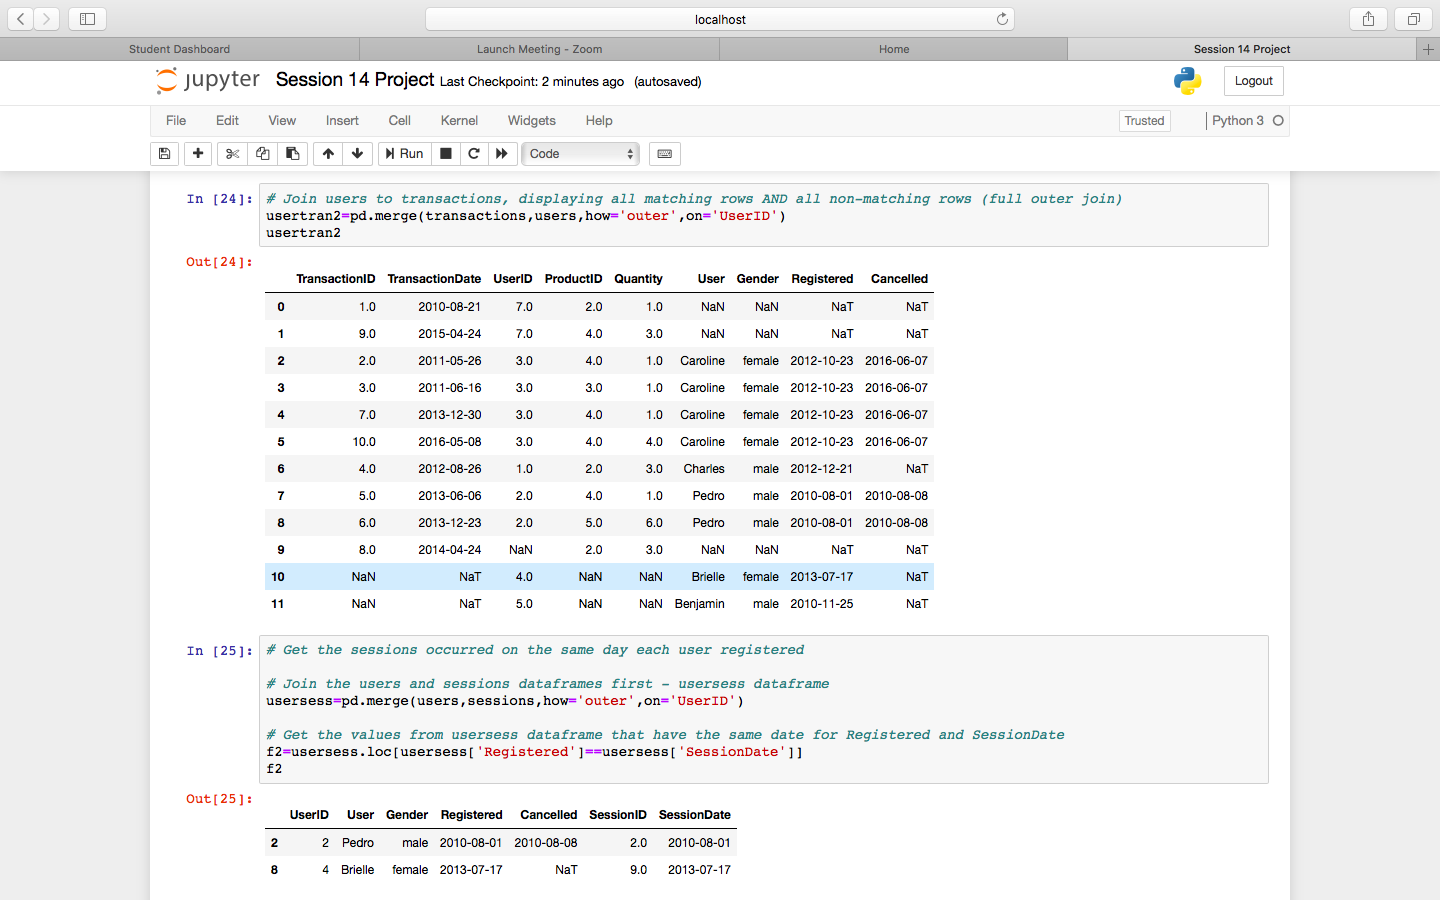 localhost
Student Dashboard
Launch Meeting - Zoom
Home
Session 14 Project
jupyter Session 14 Project Last Checkpoint: 2 minutes ago (autosaved)
Logout
File Edit View Insert Cell Kernel Widgets Help
Trusted
Python 3
Run
Code
In [24]:
# Join users to transactions, displaying all matching rows AND all non-matching rows (full outer join)
usertran2=pd.merge(transactions,users,how='outer',on='UserID')
usertran2
Out[24]:
TransactionID TransactionDate UserID ProductID Quantity User Gender Registered Cancelled
0 1.0 2010-08-21 7.0 2.0 1.0 NaN NaN NaT NaT
1 9.0 2015-04-24 7.0 4.0 3.0 NaN NaN NaT NaT
2 2.0 2011-05-26 3.0 4.0 1.0 Caroline female 2012-10-23 2016-06-07
3 3.0 2011-06-16 3.0 3.0 1.0 Caroline female 2012-10-23 2016-06-07
4 7.0 2013-12-30 3.0 4.0 1.0 Caroline female 2012-10-23 2016-06-07
5 10.0 2016-05-08 3.0 4.0 4.0 Caroline female 2012-10-23 2016-06-07
6 4.0 2012-08-26 1.0 2.0 3.0 Charles male 2012-12-21 NaT
7 5.0 2013-06-06 2.0 4.0 1.0 Pedro male 2010-08-01 2010-08-08
8 6.0 2013-12-23 2.0 5.0 6.0 Pedro male 2010-08-01 2010-08-08
9 8.0 2014-04-24 NaN 2.0 3.0 NaN NaN NaT NaT
10 NaN NaT 4.0 NaN NaN Brielle female 2013-07-17 NaT
11 NaN NaT 5.0 NaN NaN Benjamin male 2010-11-25 NaT
In [25]:
# Get the sessions occurred on the same day each user registered
# Join the users and sessions dataframes first - usersess dataframe
usersess=pd.merge(users,sessions,how='outer',on='UserID')
# Get the values from usersess dataframe that have the same date for Registered and SessionDate
f2=usersess.loc[usersess['Registered']==usersess['SessionDate']]
f2
Out[25]:
UserID User Gender Registered Cancelled SessionID SessionDate
2 2 Pedro male 2010-08-01 2010-08-08 2.0 2010-08-01
8 4 Brielle female 2013-07-17 NaT 9.0 2013-07-17